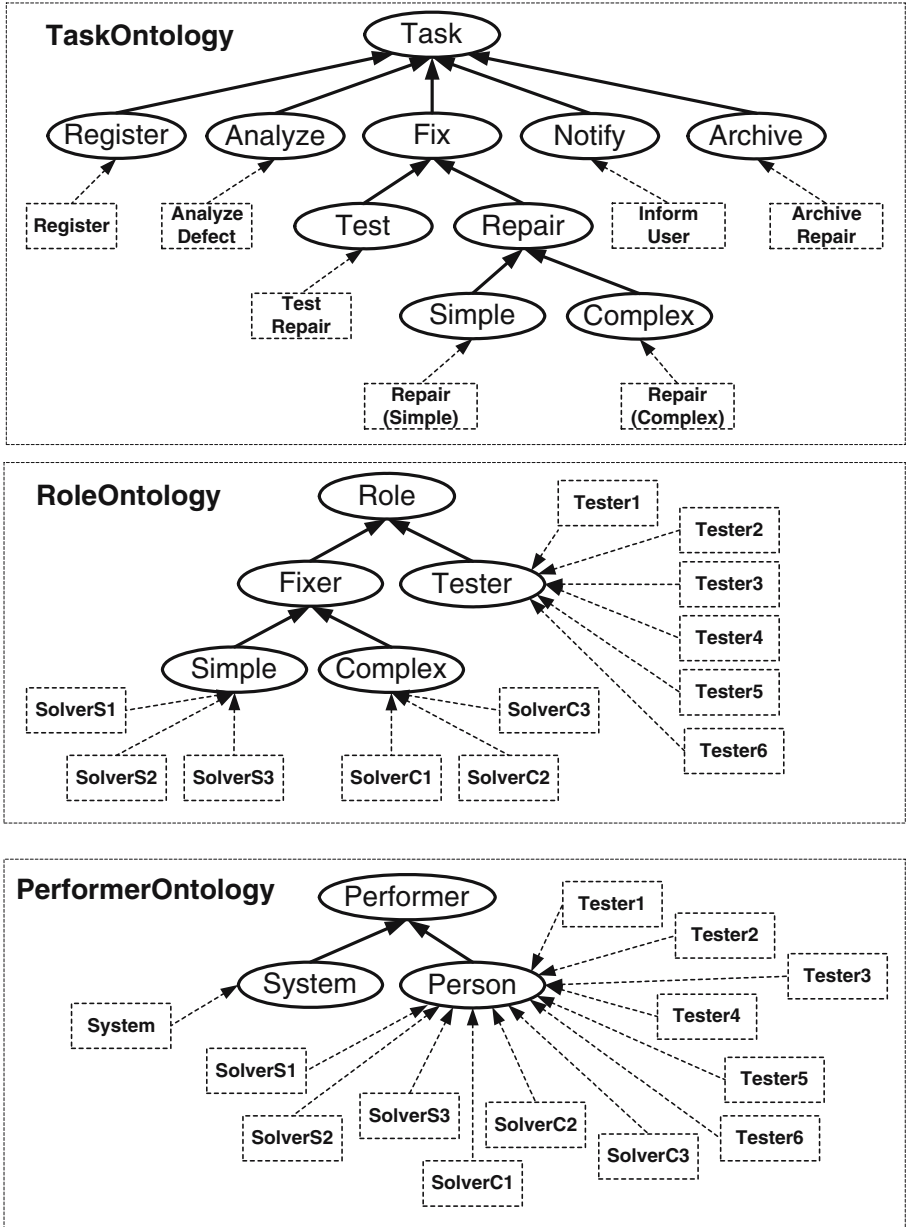 TaskOntology
Task
Register
Analyze
Fix
Notify
Archive
Register
Analyze
Defect
Test
Repair
Inform
User
Archive
Repair
Test
Repair
Simple
Complex
Repair
(Simple)
Repair
(Complex)
RoleOntology
Role
Tester1
Tester2
Fixer
Tester
Tester3
Tester4
Simple
Complex
Tester5
SolverS1
SolverC3
Tester6
SolverS2
SolverS3
SolverC1
SolverC2
PerformerOntology
Performer
Tester1
Tester2
System
Person
Tester3
System
Tester4
SolverS1
Tester5
SolverS3
SolverC2
SolverS2
SolverC3
Tester6
SolverC1